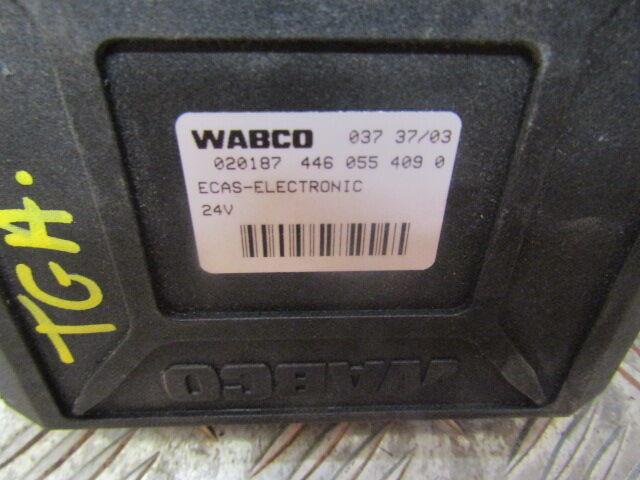 WABCO 037 37/03
020187 446 055 409 0
ECAS-ELECTRONIC
24V
TGA.
WABCO